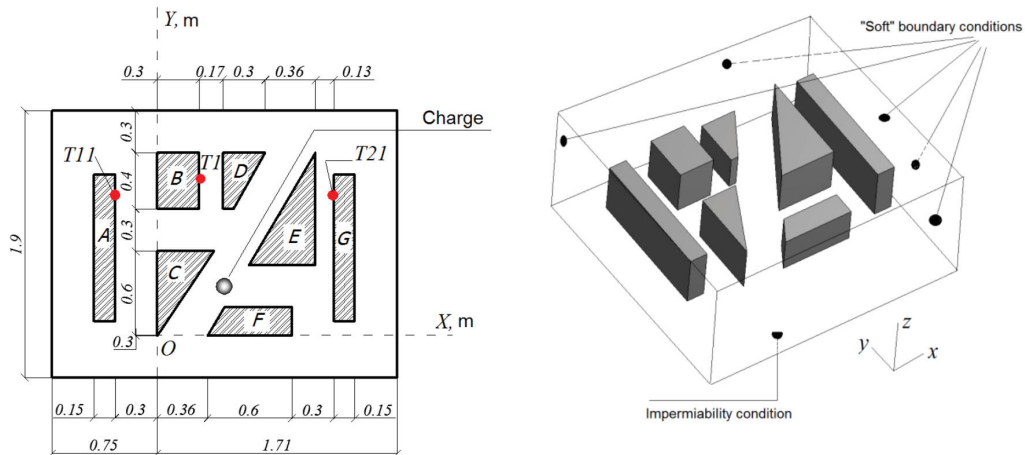 Y, m
0.3
0.17
0.3
0.36
0.13
Charge
"Soft" boundary conditions
0.3
T11
B
T1
D
T21
0.4
A
0.3
E
G
1.9
C
0.6
F
X, m
0.3
O
0.15
0.3
0.36
0.6
0.3
0.15
0.75
1.71
z
y
x
Impermiability condition